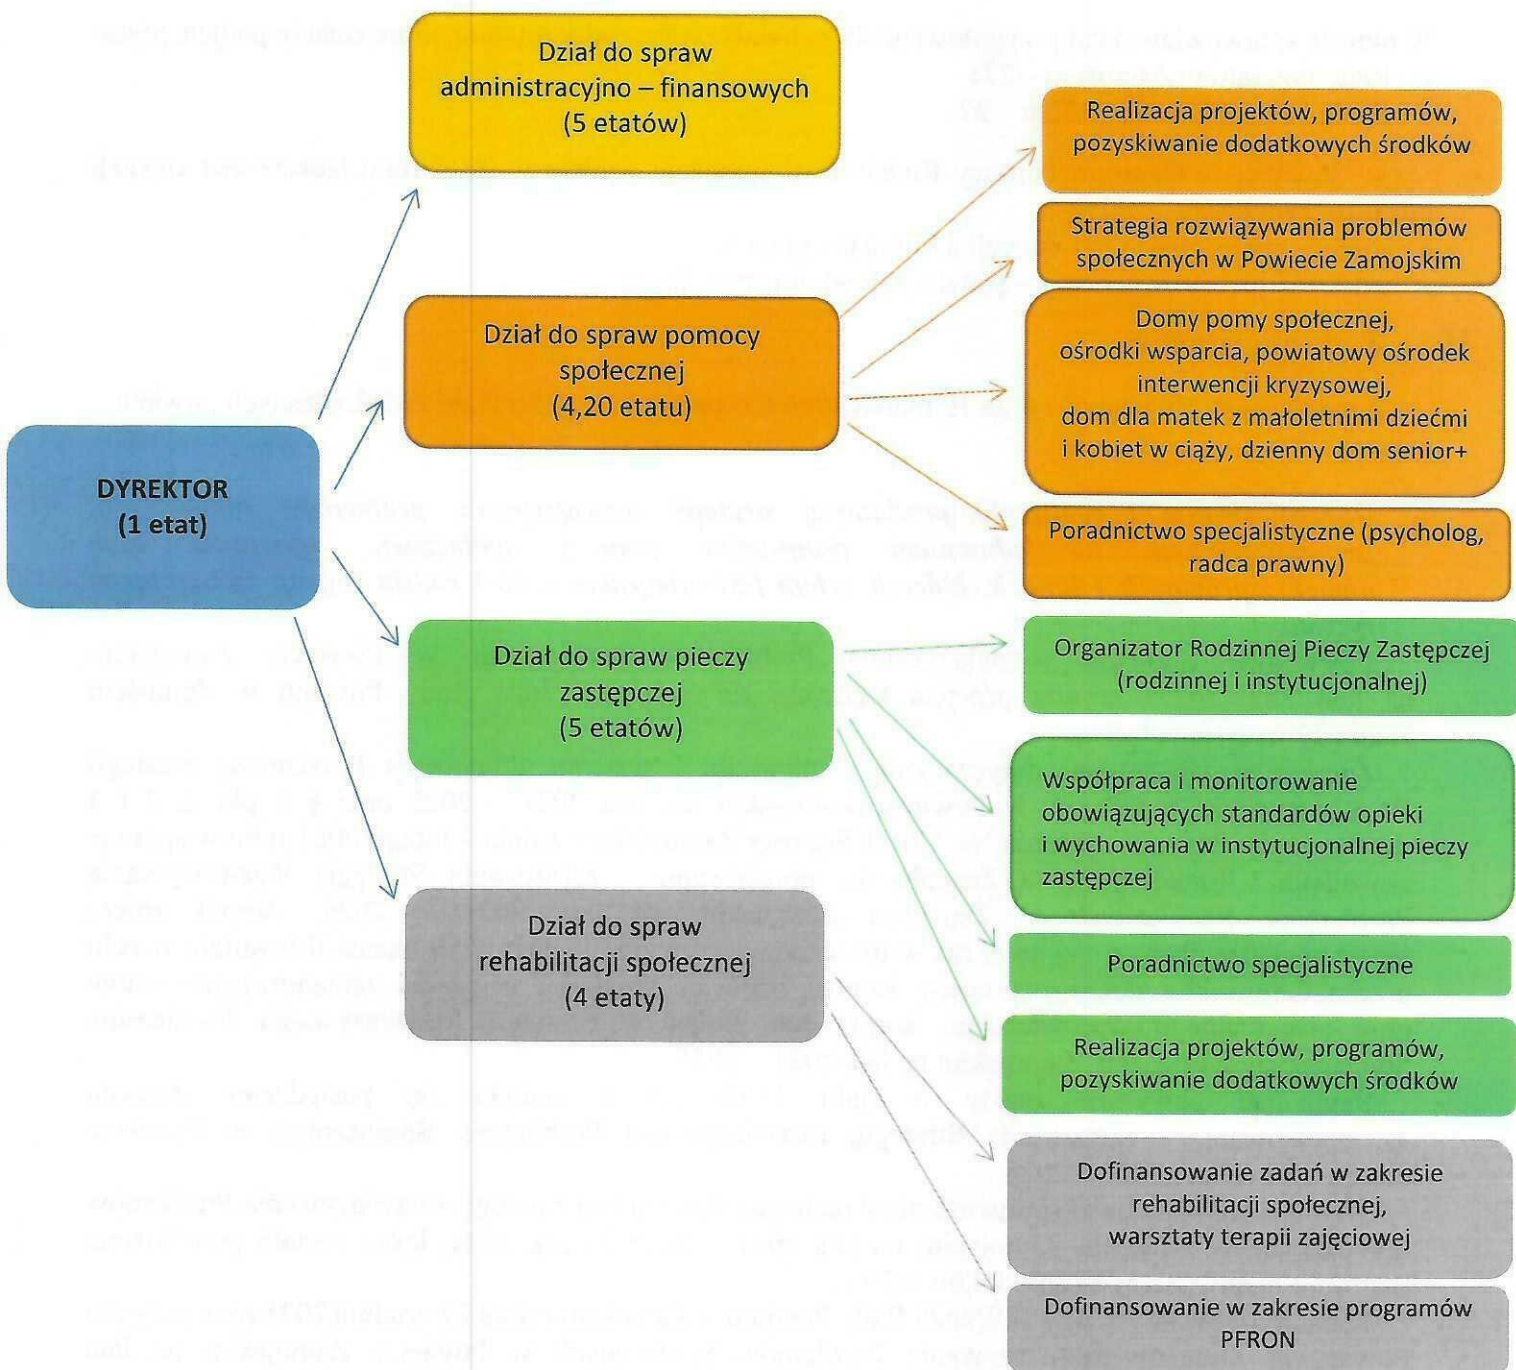 Dział do spraw
administracyjno – finansowych
(5 etatów)
Realizacja projektów, programów,
pozyskiwanie dodatkowych środków
Strategia rozwiązywania problemów
społecznych w Powiecie Zamojskim
Dział do spraw pomocy
społecznej
(4,20 etatu)
Domy pomy społecznej,
ośrodki wsparcia, powiatowy ośrodek
interwencji kryzysowej,
dom dla matek z małoletnimi dziećmi
i kobiet w ciąży, dzienny dom senior+
DYREKTOR
(1 etat)
Poradnictwo specjalistyczne (psycholog,
radca prawny)
Dział do spraw pieczy
zastępczej
(5 etatów)
Organizator Rodzinnej Pieczy Zastępczej
(rodzinnej i instytucjonalnej)
Współpraca i monitorowanie
obowiązujących standardów opieki
i wychowania w instytucjonalnej pieczy
zastępczej
Dział do spraw
rehabilitacji społecznej
(4 etaty)
Poradnictwo specjalistyczne
Realizacja projektów, programów,
pozyskiwanie dodatkowych środków
Dofinansowanie zadań w zakresie
rehabilitacji społecznej,
warsztaty terapii zajęciowej
Dofinansowanie w zakresie programów
PFRON